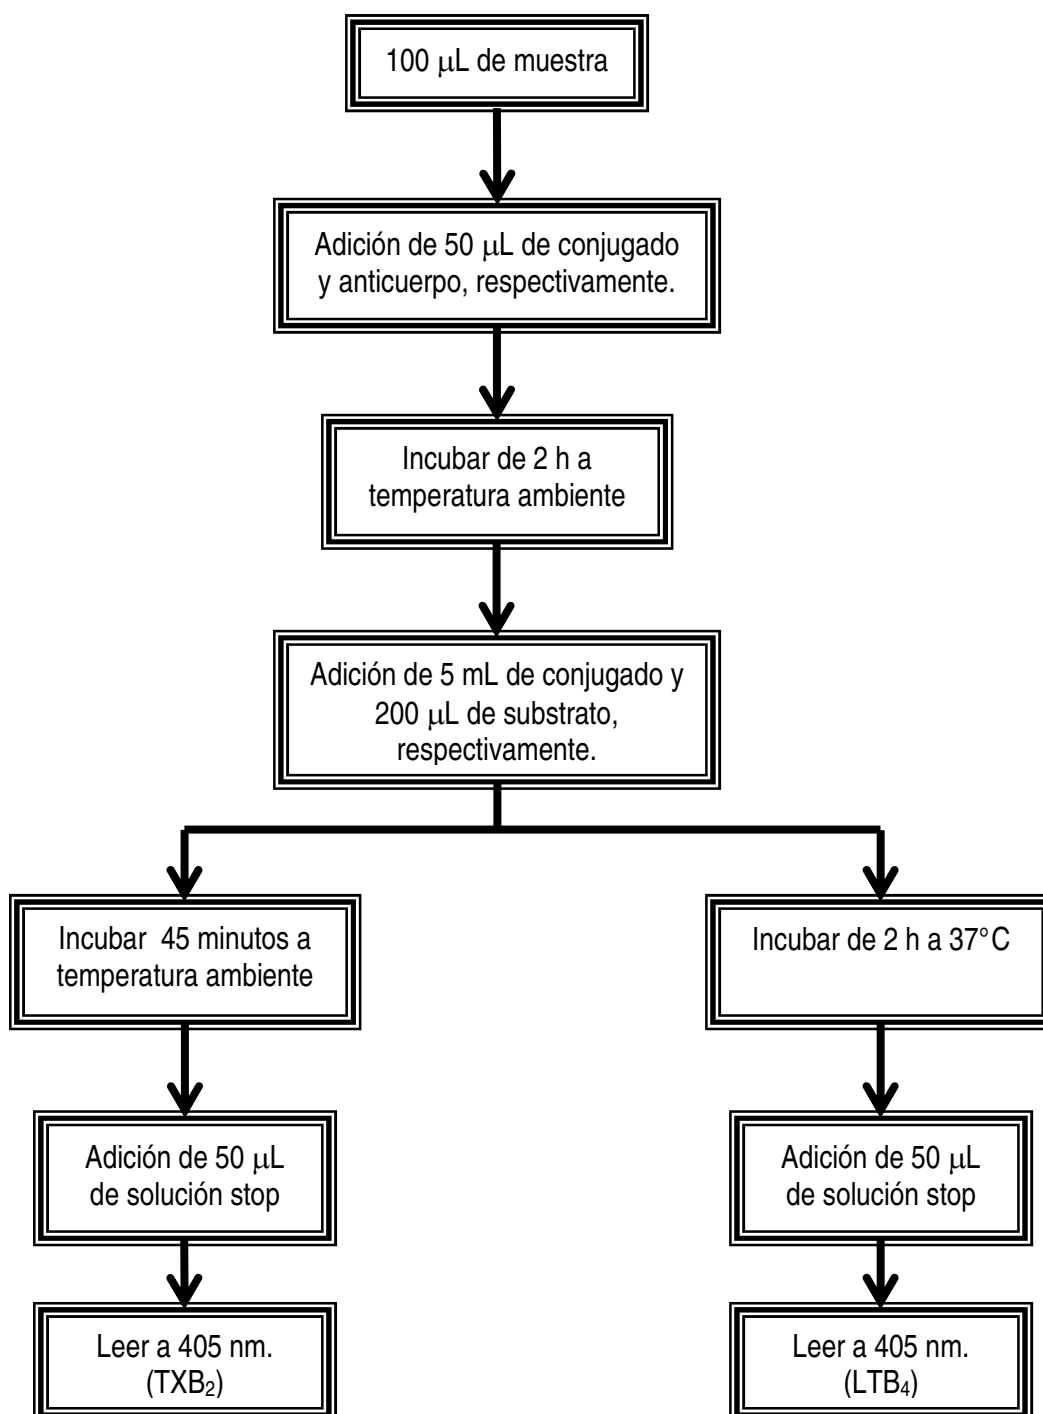 100 μL de muestra
Adición de 50 μL de conjugado
y anticuerpo, respectivamente.
Incubar de 2 h a
temperatura ambiente
Adición de 5 mL de conjugado y
200 μL de substrato,
respectivamente.
Incubar 45 minutos a
temperatura ambiente
Adición de 50 μL
de solución stop
Leer a 405 nm.
(TXB₂)
Incubar de 2 h a 37°C
Adición de 50 μL
de solución stop
Leer a 405 nm.
(LTB₄)